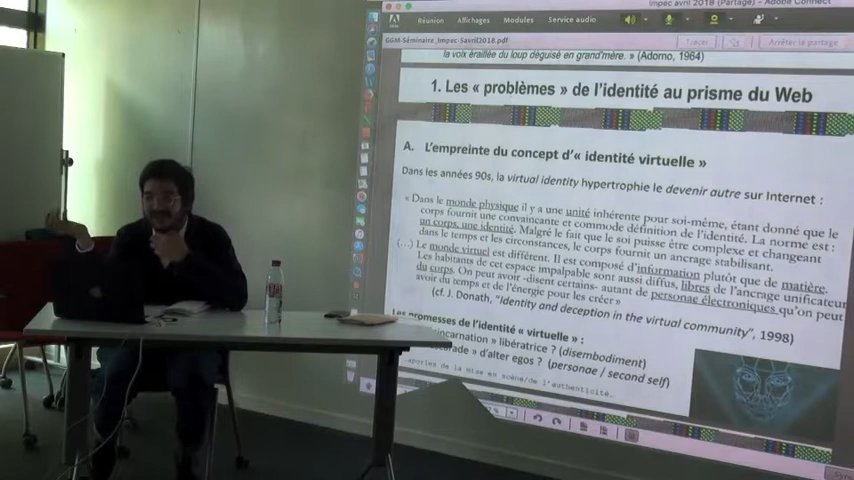 impec avril 2018 (Partage) - Adobe Connect
Réunion Affichages Modules Service audio
GGM-Séminaire_Impec-5avril2018.pdf
Tracer Arrêter le partage
la voix éraillée du loup déguisé en grand'mère. » (Adorno, 1964)
1. Les « problèmes » de l'identité au prisme du Web
A. L'empreinte du concept d'« identité virtuelle »
Dans les années 90s, la virtual identity hypertrophie le devenir autre sur Internet :
« Dans le monde physique il y a une unité inhérente pour soi-même, étant donné que le
corps fournit une convaincante et commode définition de l'identité. La norme est :
un corps, une identité. Malgré le fait que le soi puisse être complexe et changeant
dans le temps et les circonstances, le corps fournit un ancrage stabilisant.
(…) Le monde virtuel est différent. Il est composé d'information plutôt que de matière.
Les habitants de cet espace impalpable sont aussi diffus, libres de l'ancrage unificateur
du corps. On peut avoir -disent certains- autant de personae électroniques qu'on peut
avoir du temps et de l'énergie pour les créer »
(cf. J. Donath, "Identity and deception in the virtual community", 1998)
Les promesses de l'identité « virtuelle » :
incarnation » libératrice ? (disembodiment)
d'alter egos ? (personae / second self)
apories de la mise en scène/de l'authenticité.